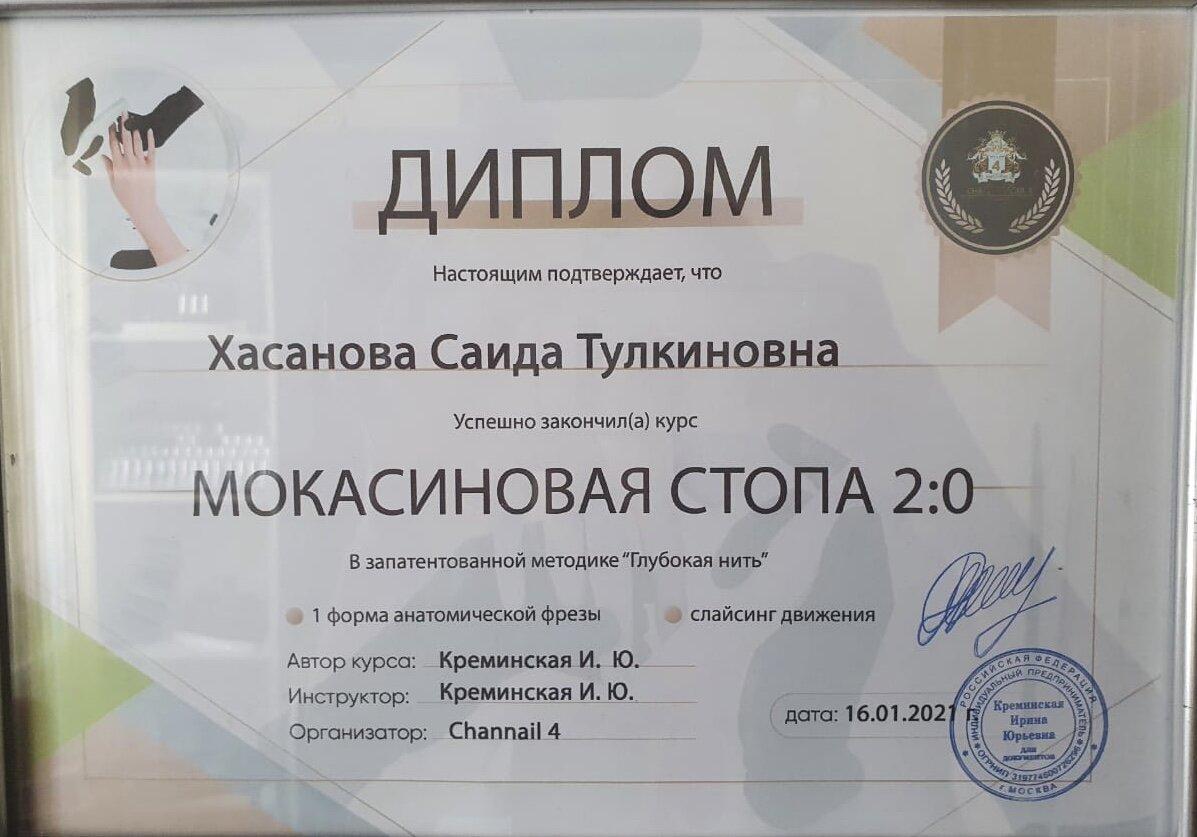 ДИПЛОМ
Настоящим подтверждает, что
Хасанова Саида Тулкиновна
Успешно закончил(а) курс
МОКАСИНОВАЯ СТОПА 2:0
В запатентованной методике “Глубокая нить”
1 форма анатомической фрезы
слайсинг движения
Автор курса: Креминская И. Ю.
Инструктор: Креминская И. Ю.
Организатор: Channail 4
дата: 16.01.2021 г
РОССИЙСКАЯ ФЕДЕРАЦИЯ
ИНДИВИДУАЛЬНЫЙ ПРЕДПРИНИМАТЕЛЬ
Креминская
Ирина
Юрьевна
для
документов
ОГРНИП
г. МОСКВА